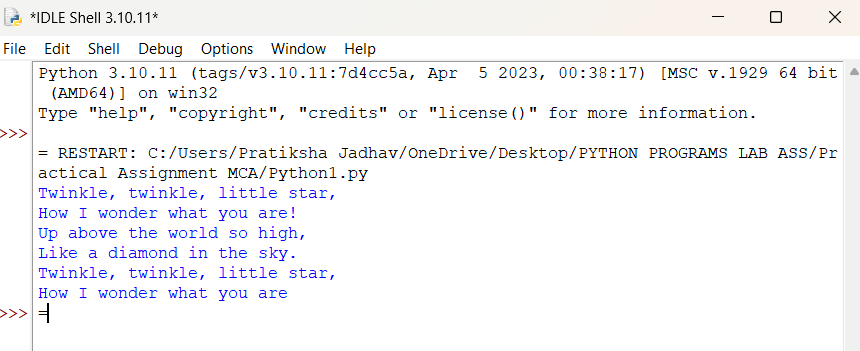 *IDLE Shell 3.10.11*
File Edit Shell Debug Options Window Help
Python 3.10.11 (tags/v3.10.11:7d4cc5a, Apr  5 2023, 00:38:17) [MSC v.1929 64 bit
 (AMD64)] on win32
Type "help", "copyright", "credits" or "license()" for more information.
>>>
= RESTART: C:/Users/Pratiksha Jadhav/OneDrive/Desktop/PYTHON PROGRAMS LAB ASS/Pr
actical Assignment MCA/Python1.py
Twinkle, twinkle, little star,
How I wonder what you are!
Up above the world so high,
Like a diamond in the sky.
Twinkle, twinkle, little star,
How I wonder what you are
>>> =